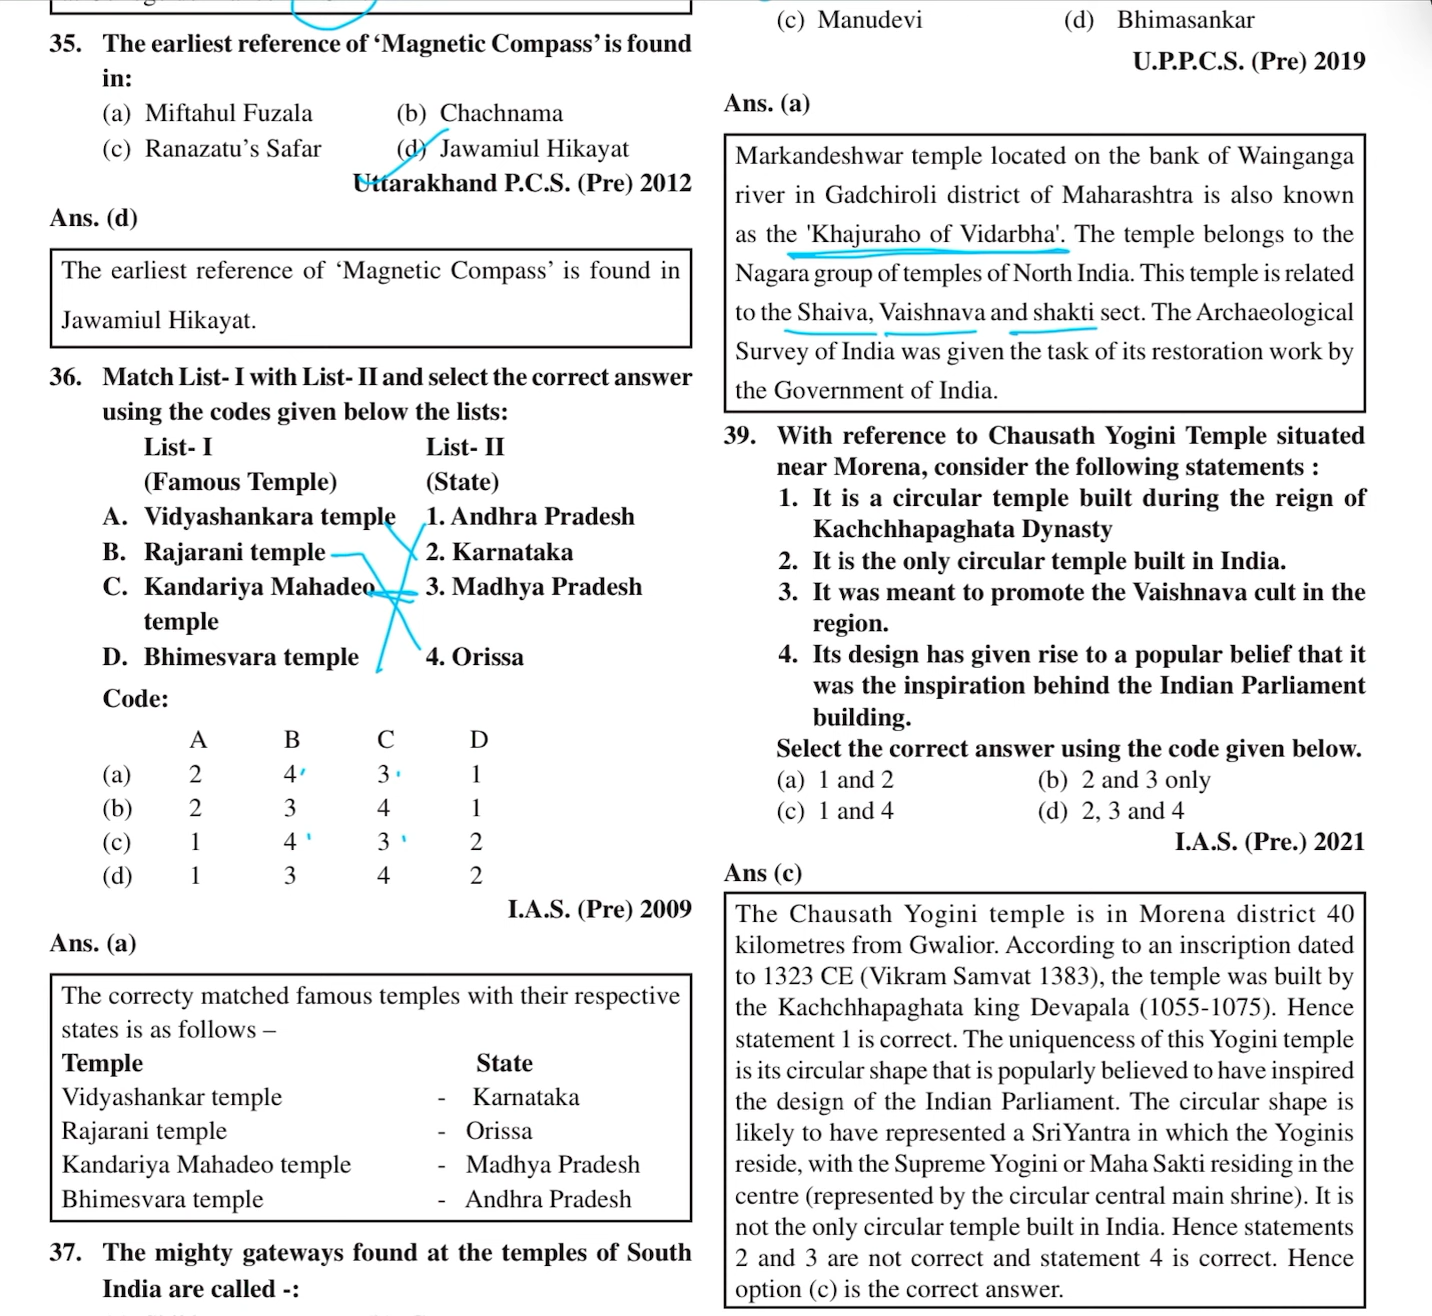 35. The earliest reference of ‘Magnetic Compass’ is found
in:
(a) Miftahul Fuzala (b) Chachnama
(c) Ranazatu’s Safar (d) Jawamiul Hikayat
Uttarakhand P.C.S. (Pre) 2012
Ans. (d)
The earliest reference of ‘Magnetic Compass’ is found in
Jawamiul Hikayat.
36. Match List- I with List- II and select the correct answer
using the codes given below the lists:
List- I List- II
(Famous Temple) (State)
A. Vidyashankara temple 1. Andhra Pradesh
B. Rajarani temple 2. Karnataka
C. Kandariya Mahadeo 3. Madhya Pradesh
temple
D. Bhimesvara temple 4. Orissa
Code:
A B C D
(a) 2 4 3 1
(b) 2 3 4 1
(c) 1 4 3 2
(d) 1 3 4 2
I.A.S. (Pre) 2009
Ans. (a)
The correcty matched famous temples with their respective
states is as follows –
Temple State
Vidyashankar temple - Karnataka
Rajarani temple - Orissa
Kandariya Mahadeo temple - Madhya Pradesh
Bhimesvara temple - Andhra Pradesh
37. The mighty gateways found at the temples of South
India are called -:
(c) Manudevi (d) Bhimasankar
U.P.P.C.S. (Pre) 2019
Ans. (a)
Markandeshwar temple located on the bank of Wainganga
river in Gadchiroli district of Maharashtra is also known
as the 'Khajuraho of Vidarbha'. The temple belongs to the
Nagara group of temples of North India. This temple is related
to the Shaiva, Vaishnava and shakti sect. The Archaeological
Survey of India was given the task of its restoration work by
the Government of India.
39. With reference to Chausath Yogini Temple situated
near Morena, consider the following statements :
1. It is a circular temple built during the reign of
Kachchhapaghata Dynasty
2. It is the only circular temple built in India.
3. It was meant to promote the Vaishnava cult in the
region.
4. Its design has given rise to a popular belief that it
was the inspiration behind the Indian Parliament
building.
Select the correct answer using the code given below.
(a) 1 and 2 (b) 2 and 3 only
(c) 1 and 4 (d) 2, 3 and 4
I.A.S. (Pre.) 2021
Ans (c)
The Chausath Yogini temple is in Morena district 40
kilometres from Gwalior. According to an inscription dated
to 1323 CE (Vikram Samvat 1383), the temple was built by
the Kachchhapaghata king Devapala (1055-1075). Hence
statement 1 is correct. The uniquencess of this Yogini temple
is its circular shape that is popularly believed to have inspired
the design of the Indian Parliament. The circular shape is
likely to have represented a SriYantra in which the Yoginis
reside, with the Supreme Yogini or Maha Sakti residing in the
centre (represented by the circular central main shrine). It is
not the only circular temple built in India. Hence statements
2 and 3 are not correct and statement 4 is correct. Hence
option (c) is the correct answer.